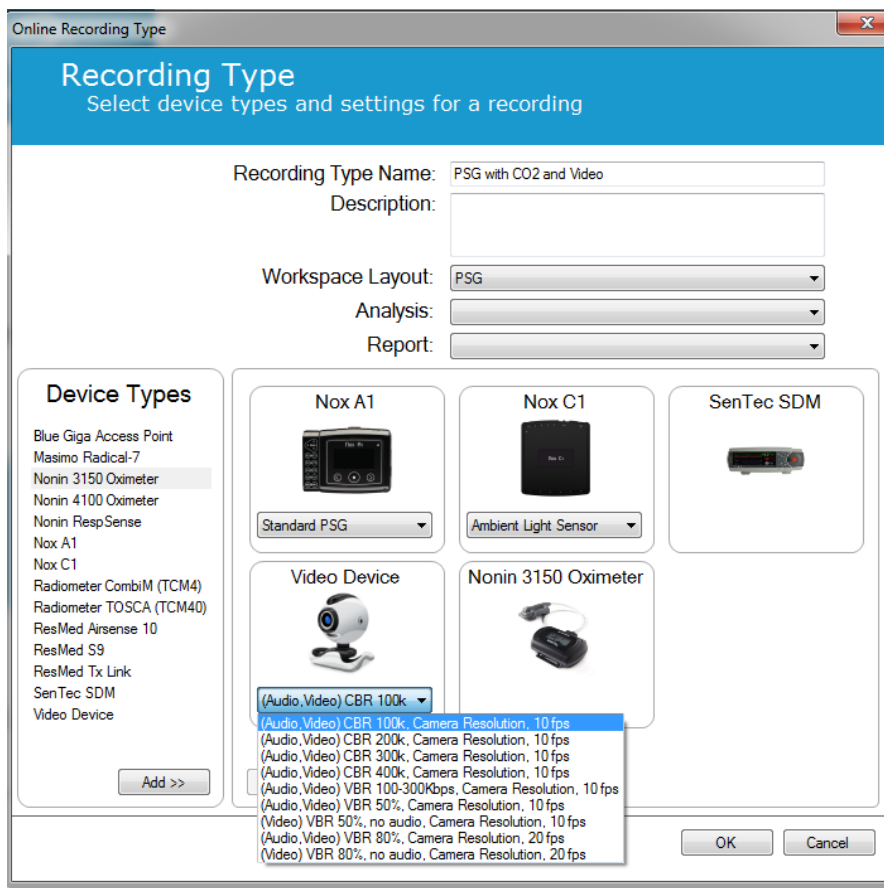 Online Recording Type
Recording Type
Select device types and settings for a recording
Recording Type Name: PSG with CO2 and Video
Description:
Workspace Layout: PSG
Analysis:
Report:
Device Types
Blue Giga Access Point
Masimo Radical-7
Nonin 3150 Oximeter
Nonin 4100 Oximeter
Nonin RespSense
Nox A1
Nox C1
Radiometer CombiM (TCM4)
Radiometer TOSCA (TCM40)
ResMed Airsense 10
ResMed S9
ResMed Tx Link
SenTec SDM
Video Device
Add >>
Nox A1
Nox A1
Standard PSG
Nox C1
Nox C1
Ambient Light Sensor
SenTec SDM
Video Device
(Audio,Video) CBR 100k
Nonin 3150 Oximeter
(Audio,Video) CBR 100k, Camera Resolution, 10 fps
(Audio,Video) CBR 200k, Camera Resolution, 10 fps
(Audio,Video) CBR 300k, Camera Resolution, 10 fps
(Audio,Video) CBR 400k, Camera Resolution, 10 fps
(Audio,Video) VBR 100-300Kbps, Camera Resolution, 10 fps
(Audio,Video) VBR 50%, Camera Resolution, 10 fps
(Video) VBR 50%, no audio, Camera Resolution, 10 fps
(Audio,Video) VBR 80%, Camera Resolution, 20 fps
(Video) VBR 80%, no audio, Camera Resolution, 20 fps
OK
Cancel